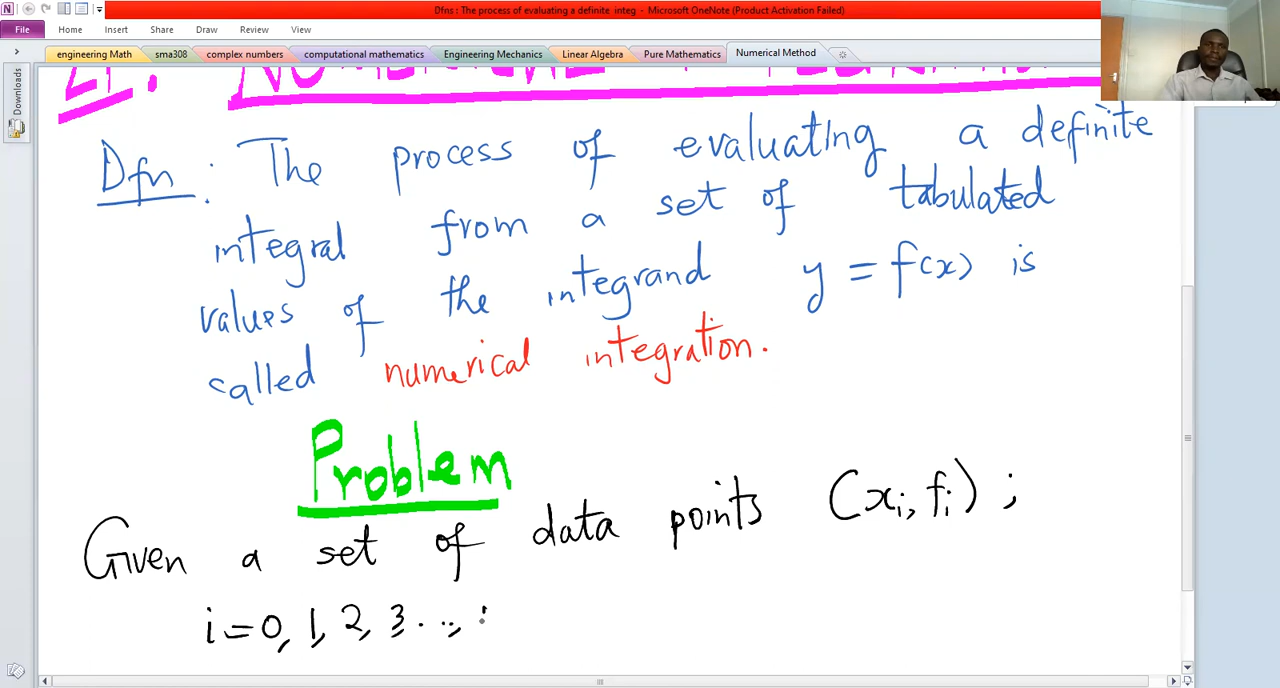 Dfns : The process of evaluating a definite integ - Microsoft OneNote (Product Activation Failed)
File Home Insert Share Draw Review View
engineering Math sma308 complex numbers computational mathematics Engineering Mechanics Linear Algebra Pure Mathematics Numerical Method
Downloads
Dfn : The process of evaluating a definite
integral from a set of tabulated
values of the integrand y = f(x) is
called numerical integration.
Problem
Given a set of data points (xi, fi) ;
i = 0, 1, 2, 3 . . . ,